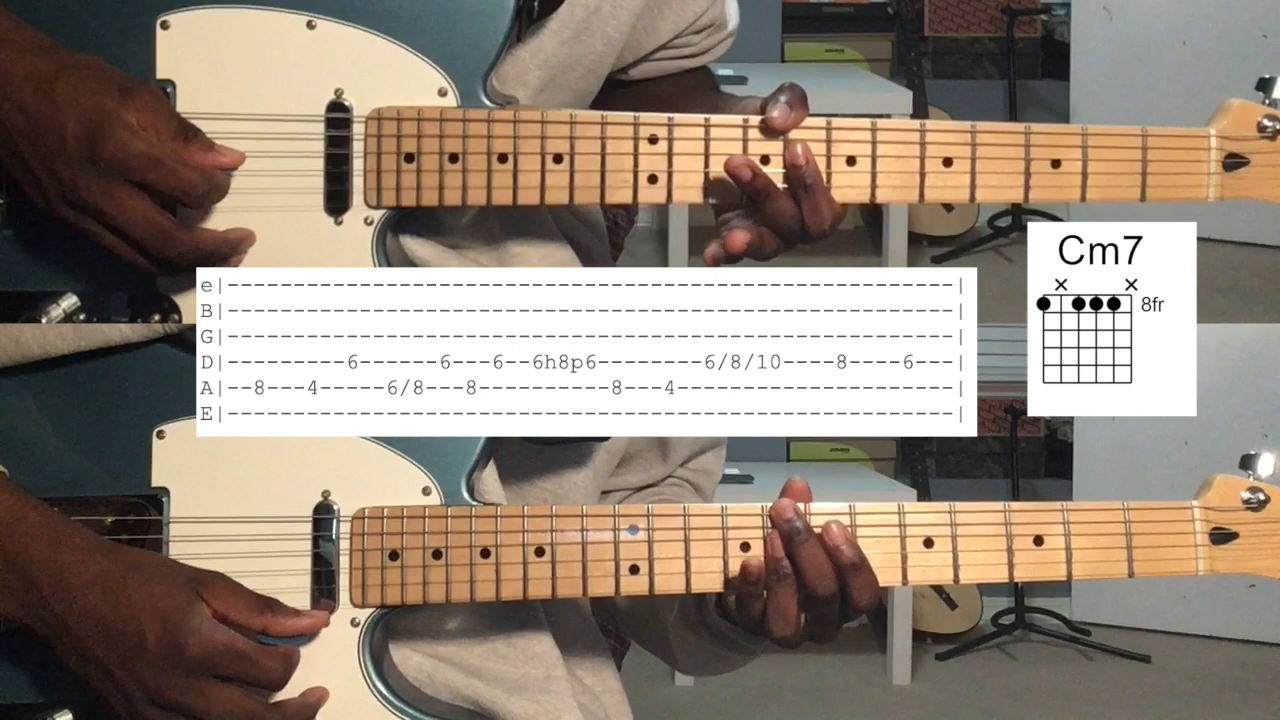 e|-------------------------------------------------------|
B|-------------------------------------------------------|
G|-------------------------------------------------------|
D|---------6------6---6--6h8p6--------6/8/10----8----6---|
A|--8---4-----6/8---8----------8---4---------------------|
E|-------------------------------------------------------|
Cm7
× ×
8fr